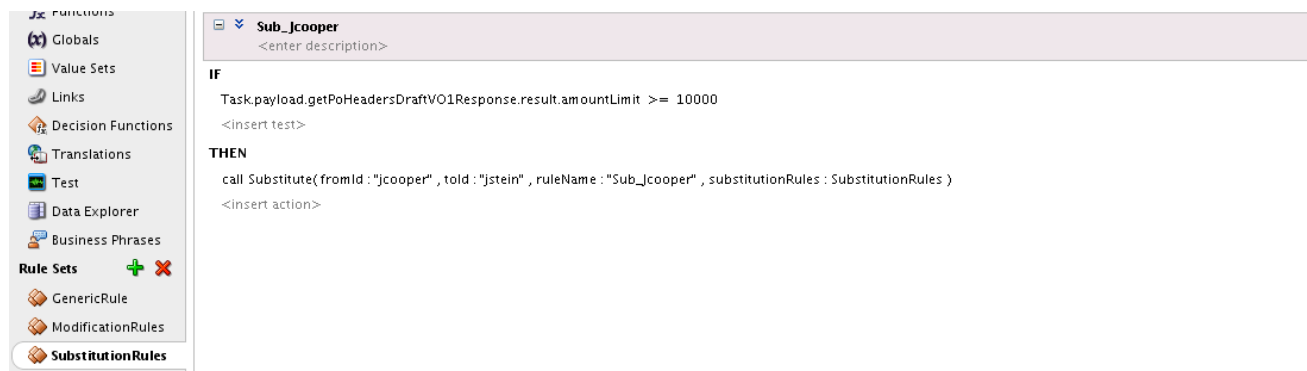 Functions
Globals
Value Sets
Links
Decision Functions
Translations
Test
Data Explorer
Business Phrases
Rule Sets
GenericRule
ModificationRules
SubstitutionRules
Sub_Jcooper
<enter description>
IF
Task.payload.getPoHeadersDraftVO1Response.result.amountLimit >= 10000
<insert test>
THEN
call Substitute( fromId : "jcooper" , toId : "jstein" , ruleName : "Sub_Jcooper" , substitutionRules : SubstitutionRules )
<insert action>